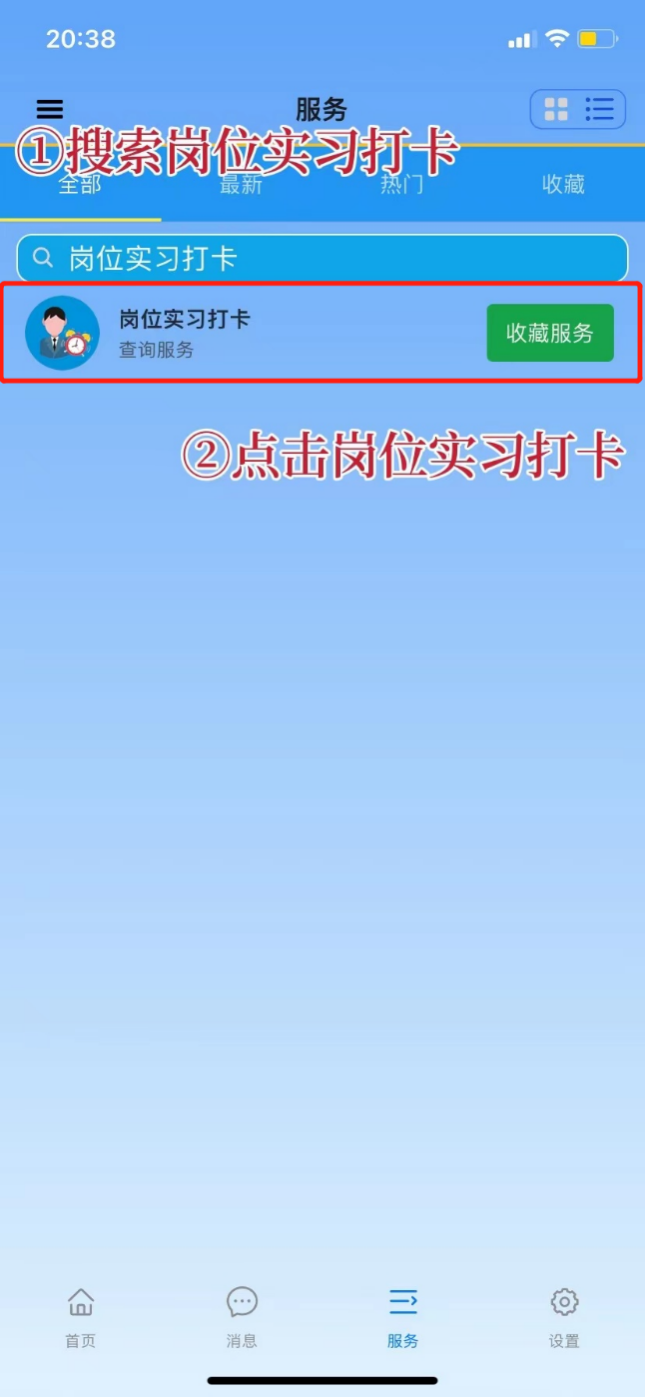 20:38
服务
①搜索岗位实习打卡
全部
最新
热门
收藏
岗位实习打卡
岗位实习打卡
查询服务
收藏服务
②点击岗位实习打卡
首页
消息
服务
设置